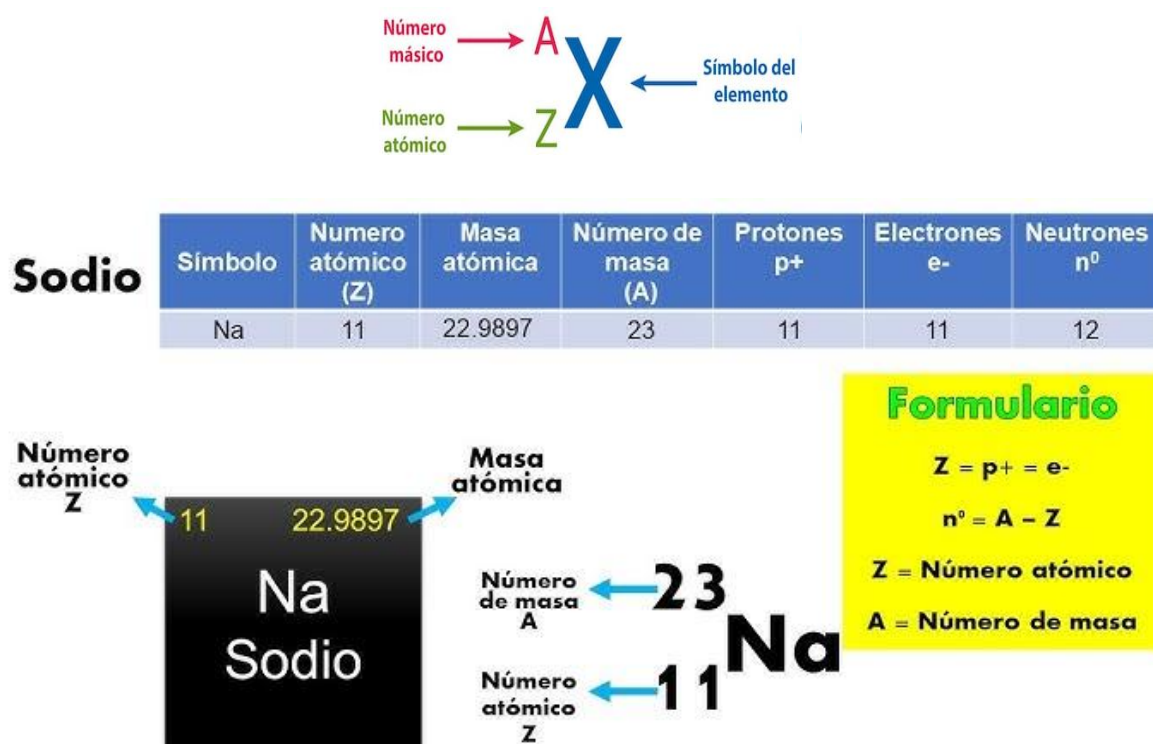 Número
másico
A
X
Símbolo del
elemento
Número
atómico
Z
Sodio
Símbolo
Numero
atómico
(Z)
Masa
atómica
Número de
masa
(A)
Protones
p+
Electrones
e-
Neutrones
n⁰
Na 11 22.9897 23 11 11 12
Número
atómico
Z
Masa
atómica
11 22.9897
Na
Sodio
Número
de masa
A
23
Na
Número
atómico
Z
11
Formulario
Z = p+ = e-
n⁰ = A – Z
Z = Número atómico
A = Número de masa